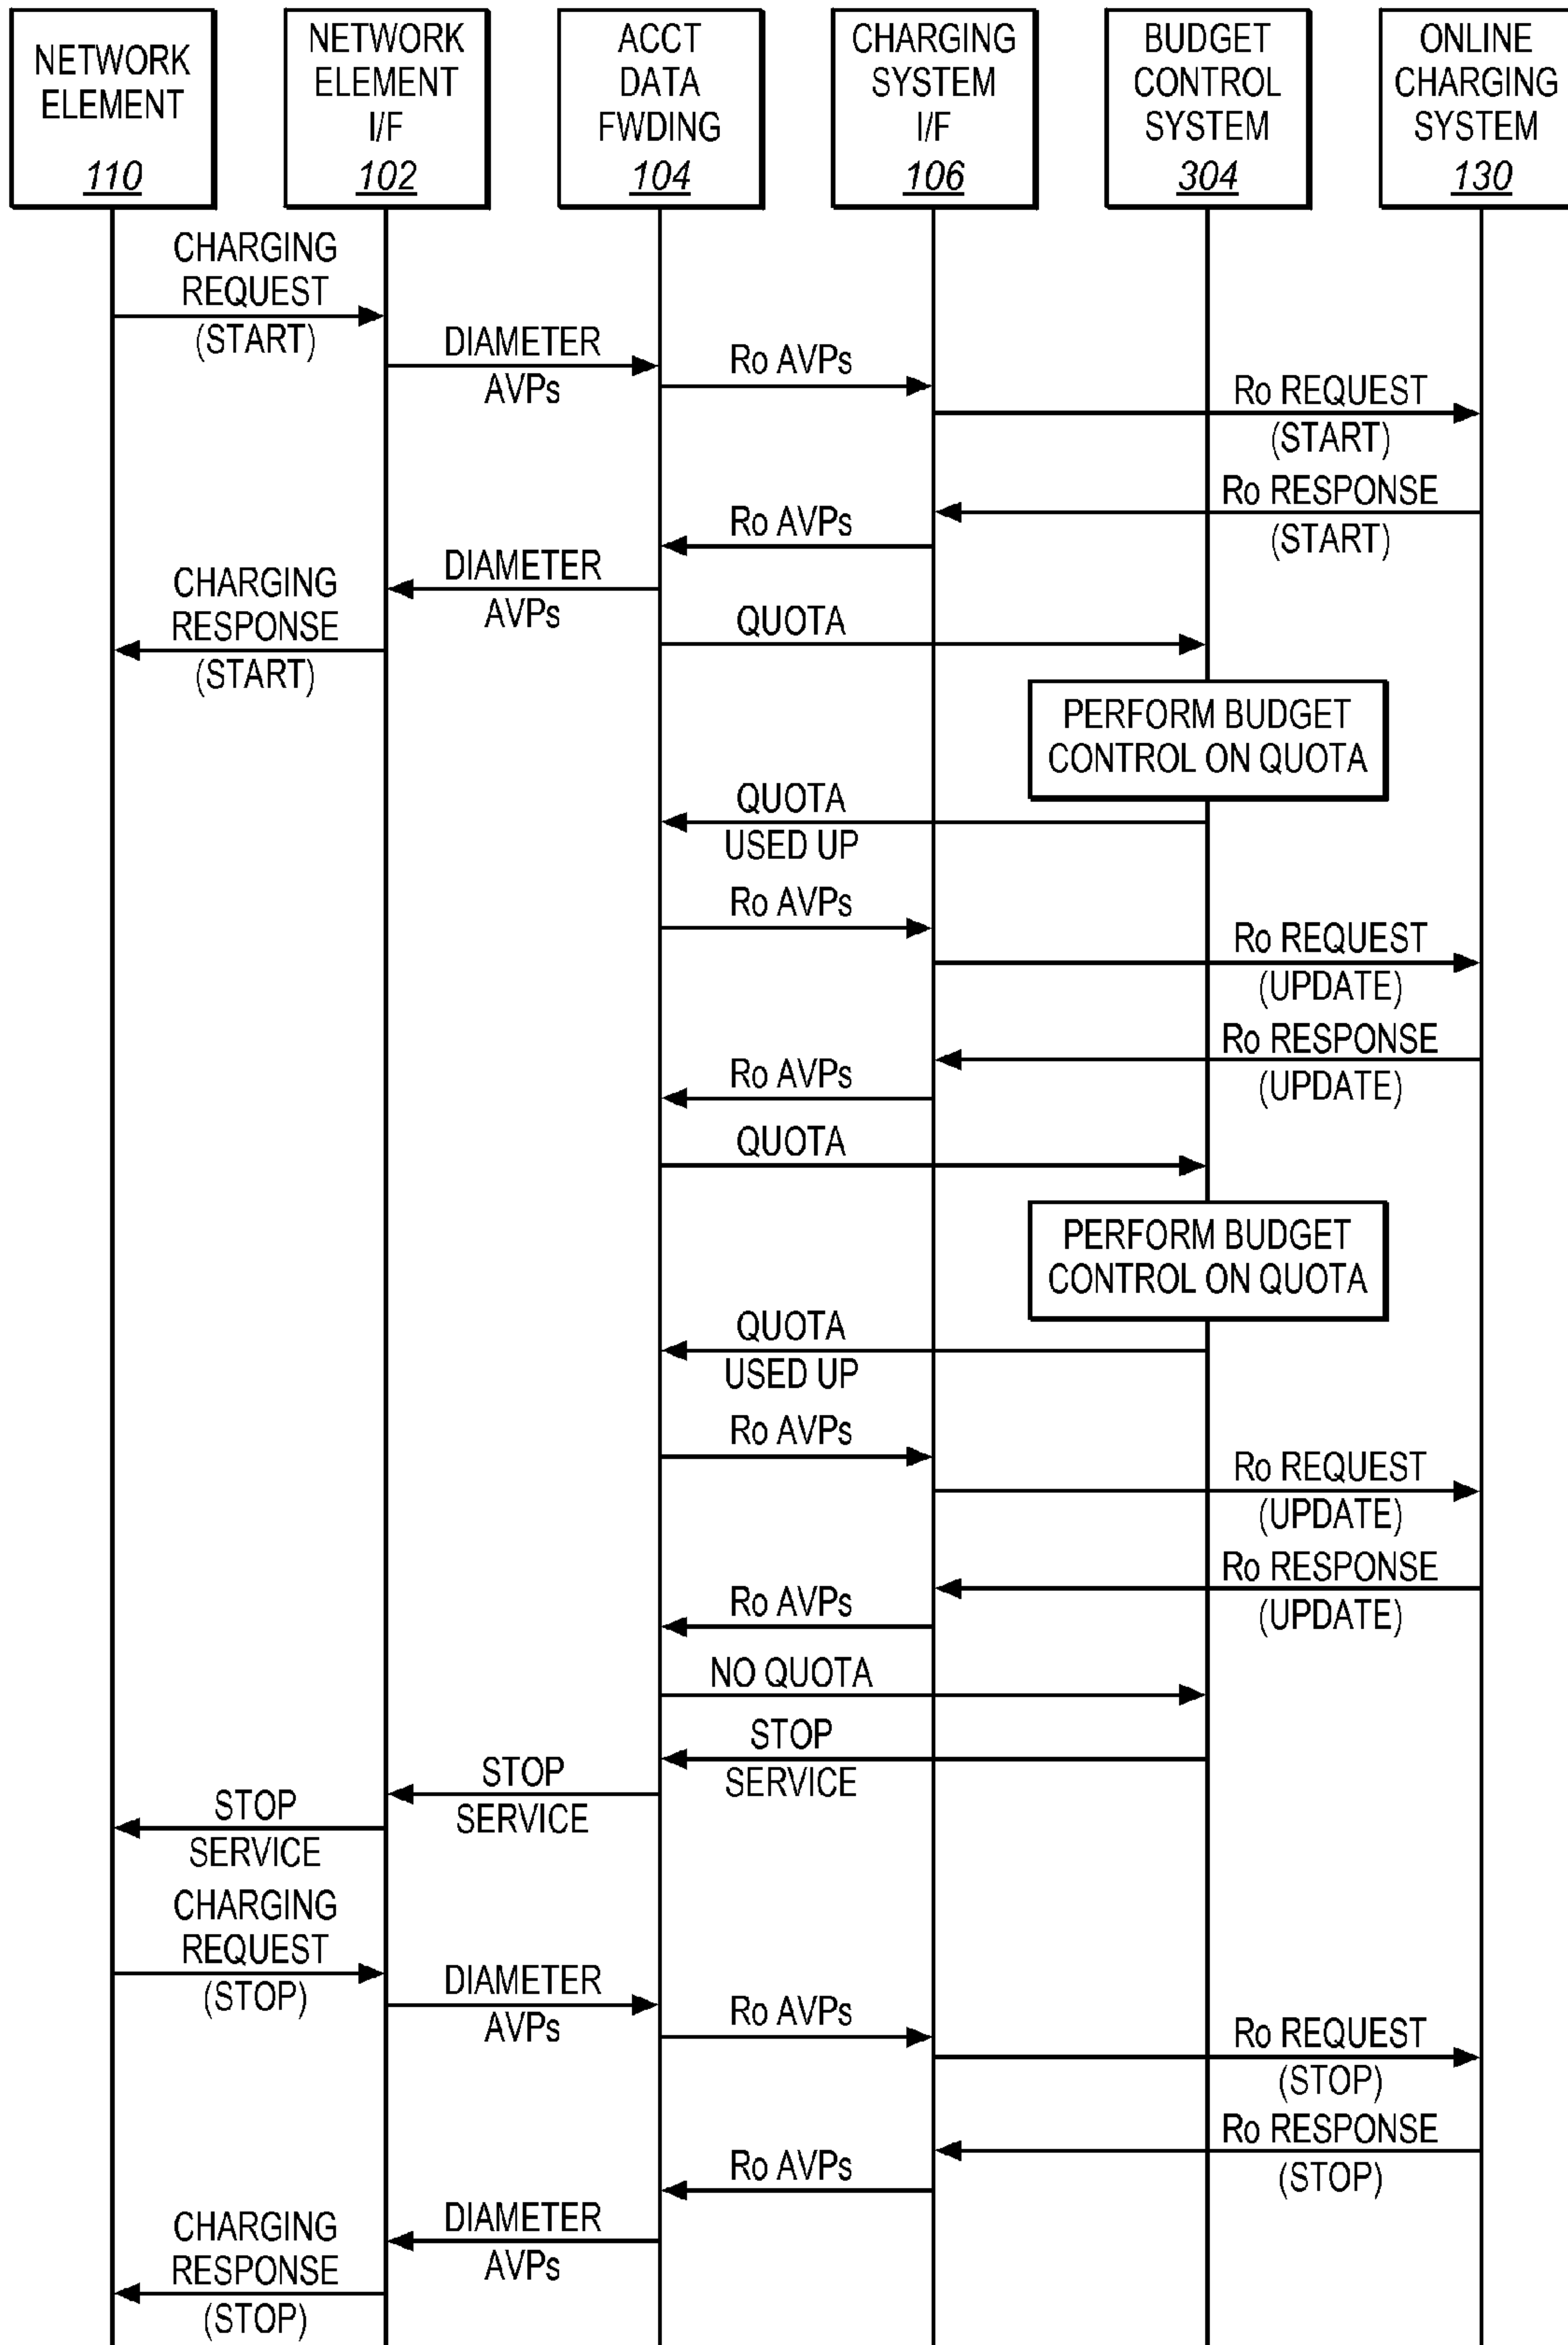 NETWORK
ELEMENT
110
NETWORK
ELEMENT
I/F
102
ACCT
DATA
FWDING
104
CHARGING
SYSTEM
I/F
106
BUDGET
CONTROL
SYSTEM
304
ONLINE
CHARGING
SYSTEM
130
CHARGING
REQUEST
(START)
DIAMETER
AVPs
Ro AVPs
Ro REQUEST
(START)
Ro RESPONSE
(START)
Ro AVPs
DIAMETER
AVPs
CHARGING
RESPONSE
(START)
QUOTA
PERFORM BUDGET
CONTROL ON QUOTA
QUOTA
USED UP
Ro AVPs
Ro REQUEST
(UPDATE)
Ro RESPONSE
(UPDATE)
Ro AVPs
QUOTA
PERFORM BUDGET
CONTROL ON QUOTA
QUOTA
USED UP
Ro AVPs
Ro REQUEST
(UPDATE)
Ro RESPONSE
(UPDATE)
Ro AVPs
NO QUOTA
STOP
SERVICE
STOP
SERVICE
STOP
SERVICE
CHARGING
REQUEST
(STOP)
DIAMETER
AVPs
Ro AVPs
Ro REQUEST
(STOP)
Ro RESPONSE
(STOP)
Ro AVPs
DIAMETER
AVPs
CHARGING
RESPONSE
(STOP)